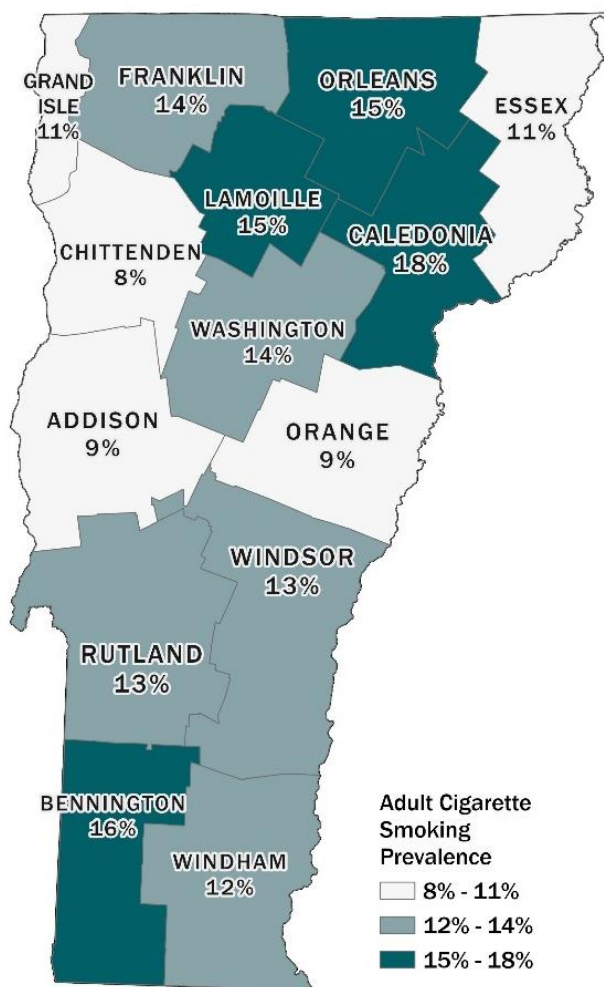 GRAND
ISLE
11%
FRANKLIN
14%
ORLEANS
15%
ESSEX
11%
LAMOILLE
15%
CHITTENDEN
8%
CALEDONIA
18%
WASHINGTON
14%
ADDISON
9%
ORANGE
9%
WINDSOR
13%
RUTLAND
13%
BENNINGTON
16%
WINDHAM
12%
Adult Cigarette
Smoking
Prevalence
8% - 11%
12% - 14%
15% - 18%